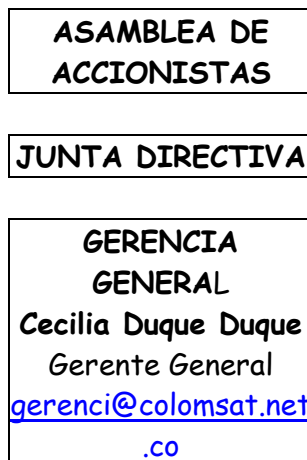 ASAMBLEA DE
ACCIONISTAS
JUNTA DIRECTIVA
GERENCIA
GENERAL
Cecilia Duque Duque
Gerente General
gerenci@colomsat.net
.co